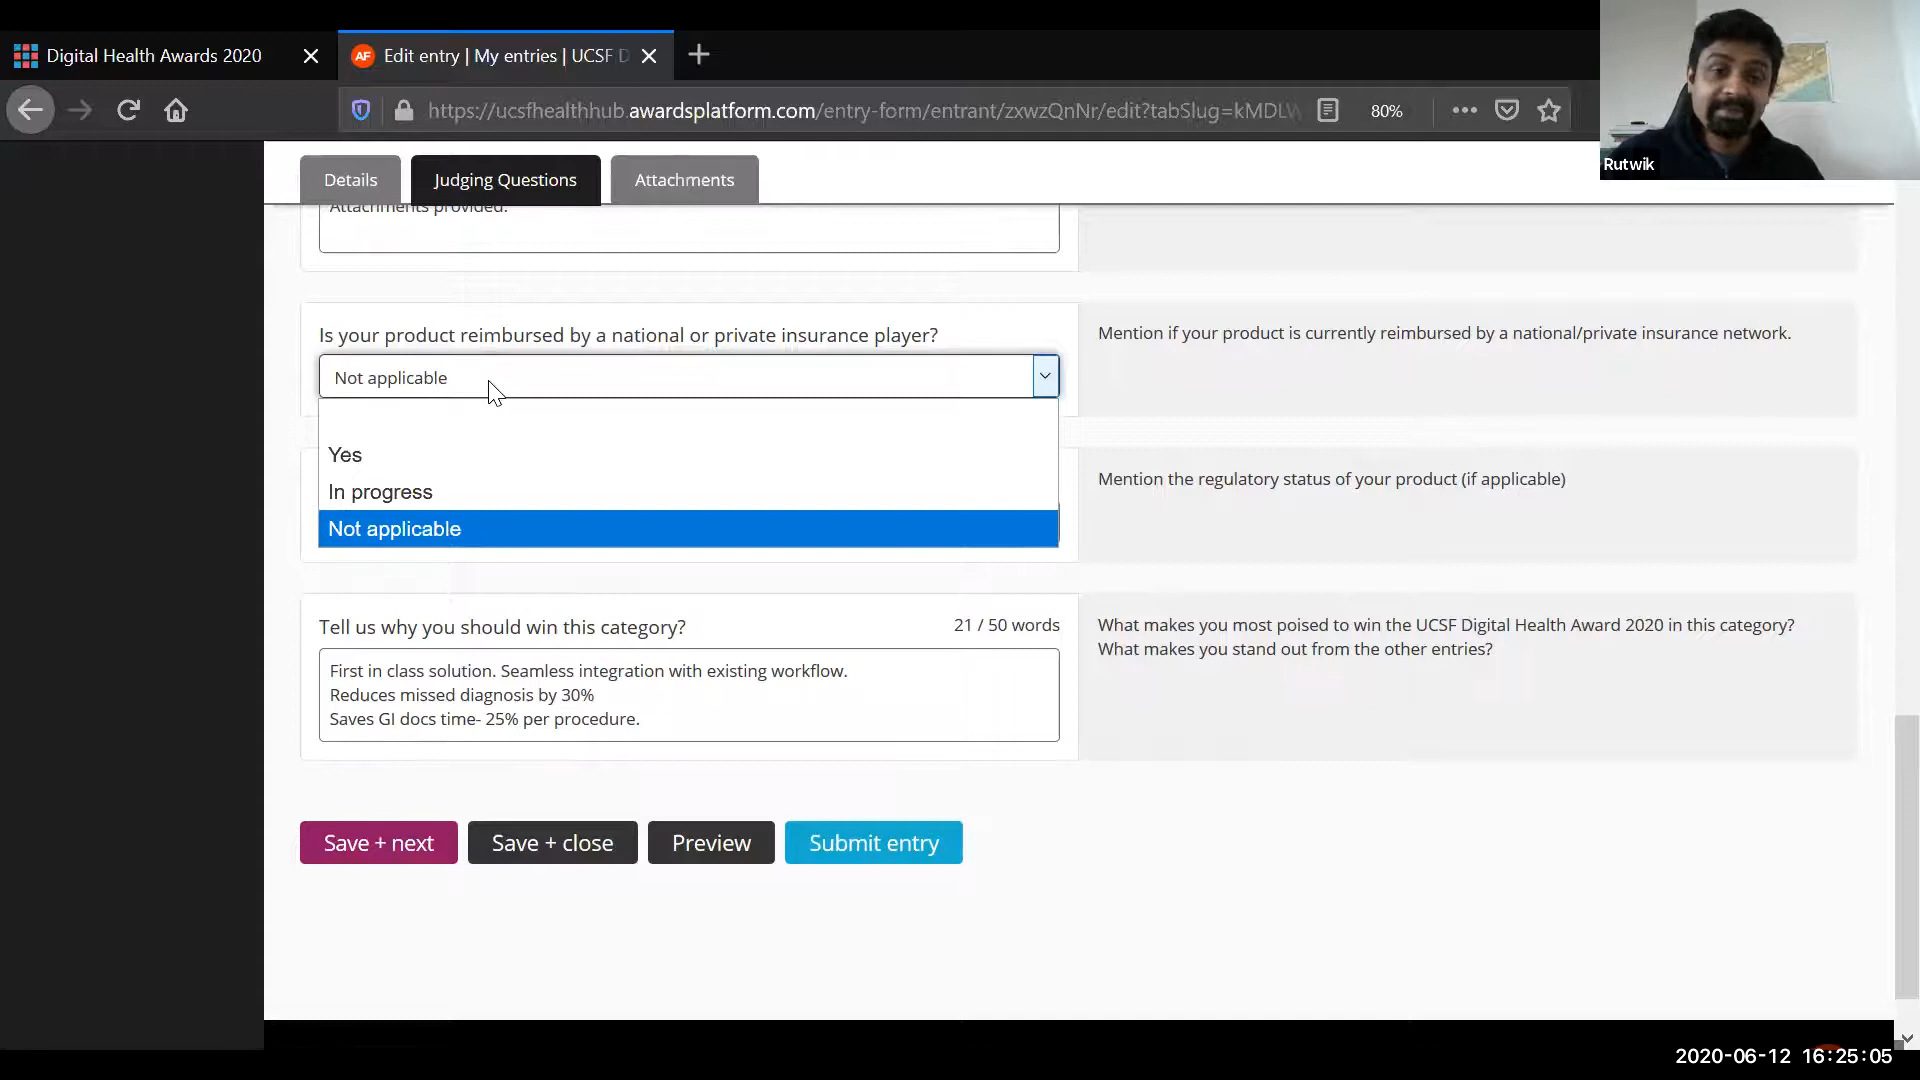 Digital Health Awards 2020
AF
Edit entry | My entries | UCSF D
https://ucsfhealthhub.awardsplatform.com/entry-form/entrant/zxwzQnNr/edit?tabSlug=kMDLV
80%
Rutwik
Details
Judging Questions
Attachments
Attachments provided.
Is your product reimbursed by a national or private insurance player?
Mention if your product is currently reimbursed by a national/private insurance network.
Not applicable
Yes
In progress
Not applicable
Mention the regulatory status of your product (if applicable)
Tell us why you should win this category?
21 / 50 words
First in class solution. Seamless integration with existing workflow.
Reduces missed diagnosis by 30%
Saves GI docs time- 25% per procedure.
What makes you most poised to win the UCSF Digital Health Award 2020 in this category?
What makes you stand out from the other entries?
Save + next
Save + close
Preview
Submit entry
2020-06-12 16:25:05